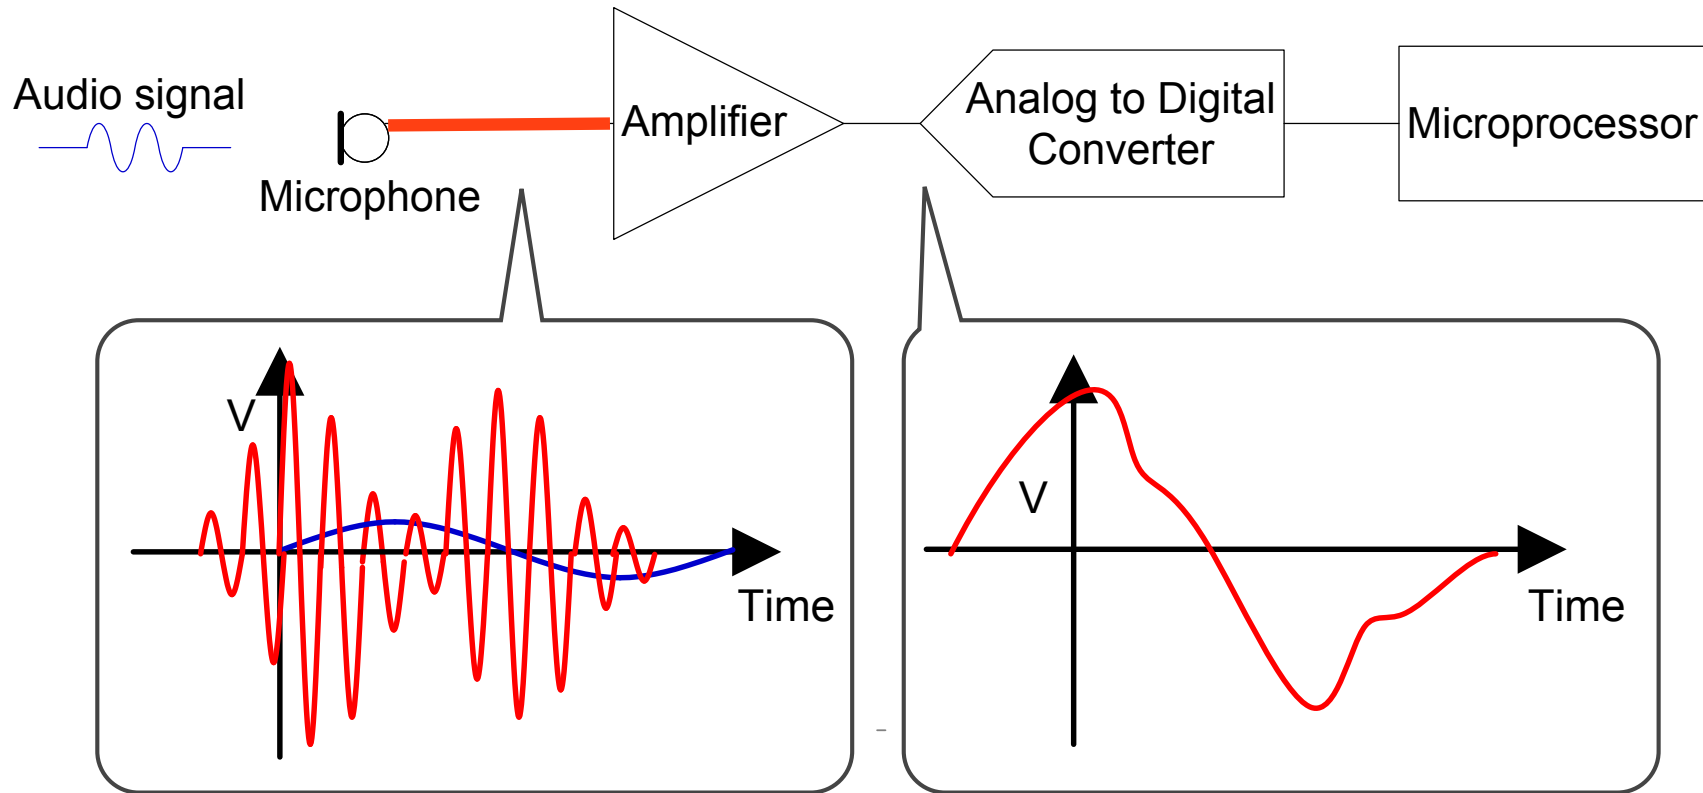 Audio signal
Microphone
Amplifier
Analog to Digital
Converter
Microprocessor
V
Time
V
Time